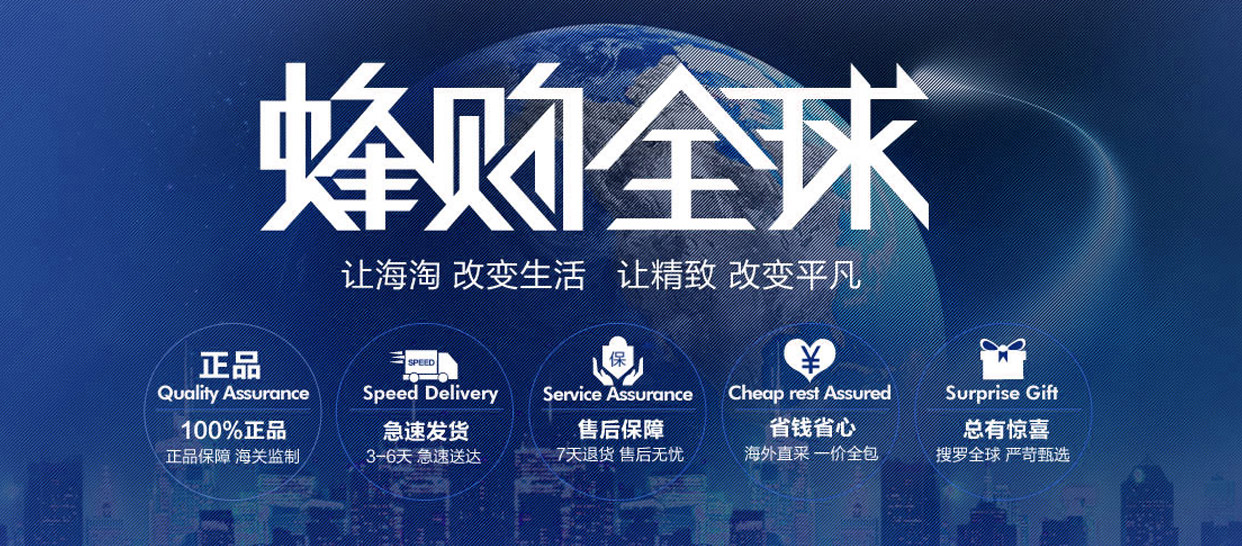 蜂购全球
让海淘 改变生活 让精致 改变平凡
正品
Quality Assurance
100%正品
正品保障 海关监制
SPEED
Speed Delivery
急速发货
3-6天 急速送达
保
Service Assurance
售后保障
7天退货 售后无忧
¥
Cheap rest Assured
省钱省心
海外直采 一价全包
Surprise Gift
总有惊喜
搜罗全球 严苛甄选